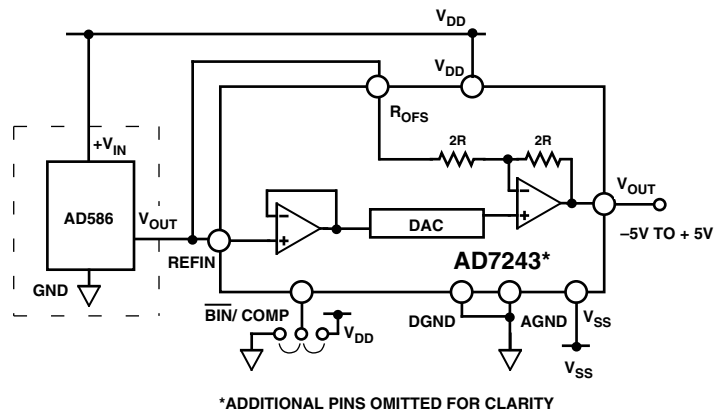 VDD
VDD
ROFS
2R
2R
+VIN
AD586
VOUT
VOUT
DAC
–5V TO + 5V
AD7243*
REFIN
GND
BIN/ COMP
VDD
DGND
AGND
VSS
VSS
*ADDITIONAL PINS OMITTED FOR CLARITY